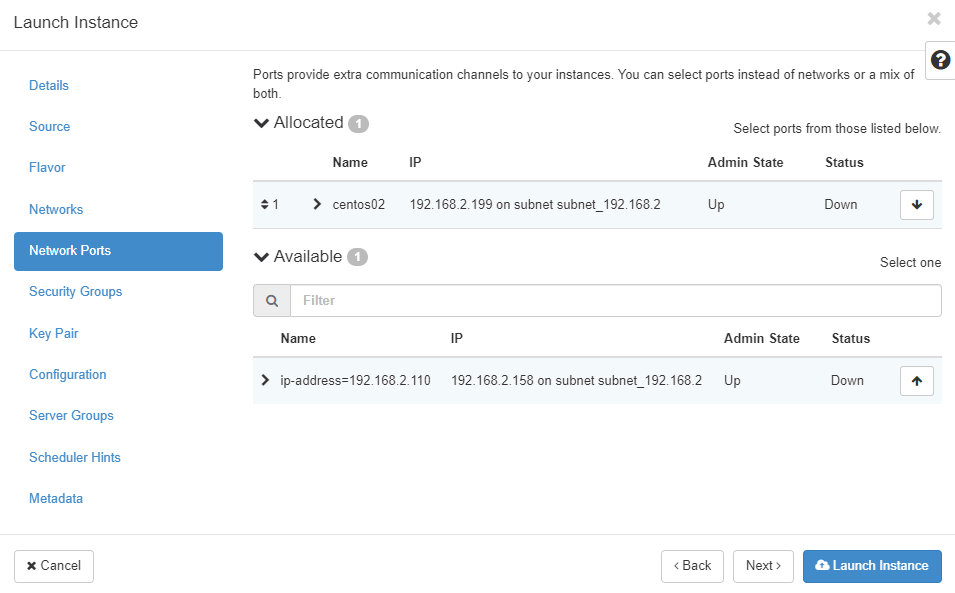 Launch Instance
Details
Source
Flavor
Networks
Network Ports
Security Groups
Key Pair
Configuration
Server Groups
Scheduler Hints
Metadata
Ports provide extra communication channels to your instances. You can select ports instead of networks or a mix of
both.
Allocated 1
Select ports from those listed below.
Name IP Admin State Status
1 centos02 192.168.2.199 on subnet subnet_192.168.2 Up Down
Available 1
Select one
Filter
Name IP Admin State Status
ip-address=192.168.2.110 192.168.2.158 on subnet subnet_192.168.2 Up Down
Cancel
‹ Back
Next ›
Launch Instance